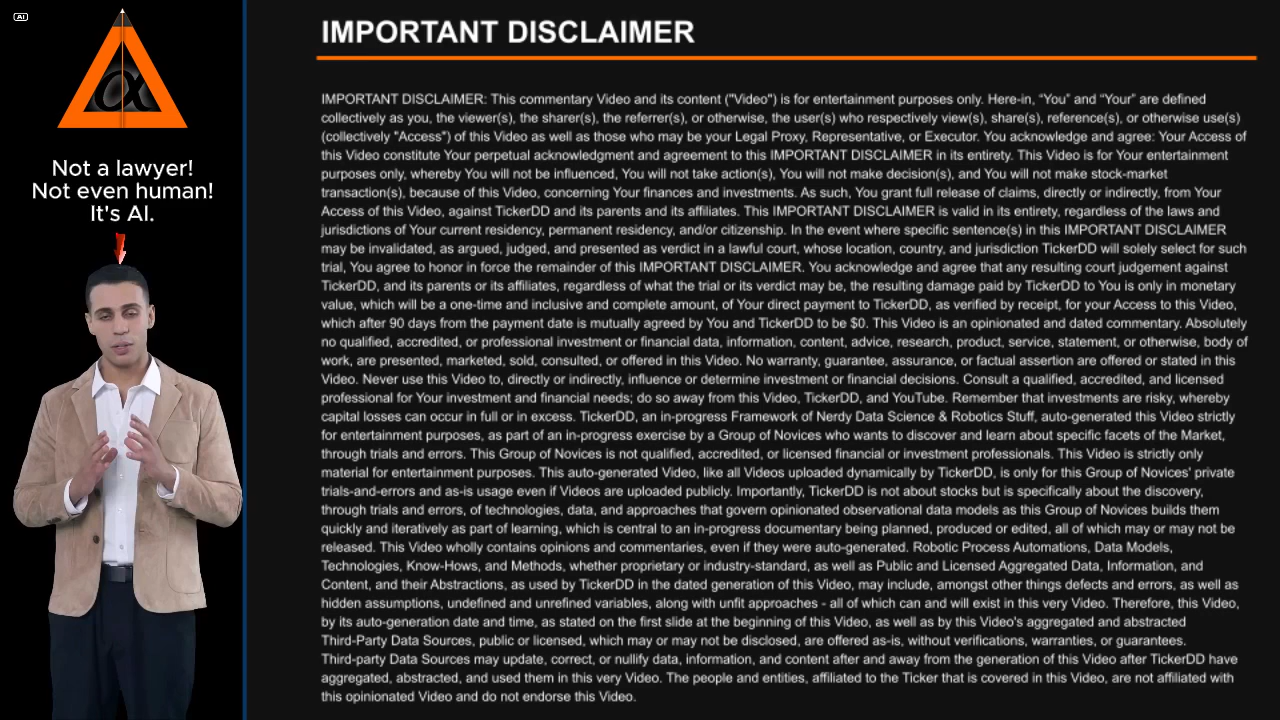 AI
α
Not a lawyer!
Not even human!
It's AI.
IMPORTANT DISCLAIMER
IMPORTANT DISCLAIMER: This commentary Video and its content ("Video") is for entertainment purposes only. Here-in, “You” and “Your” are defined
collectively as you, the viewer(s), the sharer(s), the referrer(s), or otherwise, the user(s) who respectively view(s), share(s), reference(s), or otherwise use(s)
(collectively "Access") of this Video as well as those who may be your Legal Proxy, Representative, or Executor. You acknowledge and agree: Your Access of
this Video constitute Your perpetual acknowledgment and agreement to this IMPORTANT DISCLAIMER in its entirety. This Video is for Your entertainment
purposes only, whereby You will not be influenced, You will not take action(s), You will not make decision(s), and You will not make stock-market
transaction(s), because of this Video, concerning Your finances and investments. As such, You grant full release of claims, directly or indirectly, from Your
Access of this Video, against TickerDD and its parents and its affiliates. This IMPORTANT DISCLAIMER is valid in its entirety, regardless of the laws and
jurisdictions of Your current residency, permanent residency, and/or citizenship. In the event where specific sentence(s) in this IMPORTANT DISCLAIMER
may be invalidated, as argued, judged, and presented as verdict in a lawful court, whose location, country, and jurisdiction TickerDD will solely select for such
trial, You agree to honor in force the remainder of this IMPORTANT DISCLAIMER. You acknowledge and agree that any resulting court judgement against
TickerDD, and its parents or its affiliates, regardless of what the trial or its verdict may be, the resulting damage paid by TickerDD to You is only in monetary
value, which will be a one-time and inclusive and complete amount, of Your direct payment to TickerDD, as verified by receipt, for your Access to this Video,
which after 90 days from the payment date is mutually agreed by You and TickerDD to be $0. This Video is an opinionated and dated commentary. Absolutely
no qualified, accredited, or professional investment or financial data, information, content, advice, research, product, service, statement, or otherwise, body of
work, are presented, marketed, sold, consulted, or offered in this Video. No warranty, guarantee, assurance, or factual assertion are offered or stated in this
Video. Never use this Video to, directly or indirectly, influence or determine investment or financial decisions. Consult a qualified, accredited, and licensed
professional for Your investment and financial needs; do so away from this Video, TickerDD, and YouTube. Remember that investments are risky, whereby
capital losses can occur in full or in excess. TickerDD, an in-progress Framework of Nerdy Data Science & Robotics Stuff, auto-generated this Video strictly
for entertainment purposes, as part of an in-progress exercise by a Group of Novices who wants to discover and learn about specific facets of the Market,
through trials and errors. This Group of Novices is not qualified, accredited, or licensed financial or investment professionals. This Video is strictly only
material for entertainment purposes. This auto-generated Video, like all Videos uploaded dynamically by TickerDD, is only for this Group of Novices' private
trials-and-errors and as-is usage even if Videos are uploaded publicly. Importantly, TickerDD is not about stocks but is specifically about the discovery,
through trials and errors, of technologies, data, and approaches that govern opinionated observational data models as this Group of Novices builds them
quickly and iteratively as part of learning, which is central to an in-progress documentary being planned, produced or edited, all of which may or may not be
released. This Video wholly contains opinions and commentaries, even if they were auto-generated. Robotic Process Automations, Data Models,
Technologies, Know-Hows, and Methods, whether proprietary or industry-standard, as well as Public and Licensed Aggregated Data, Information, and
Content, and their Abstractions, as used by TickerDD in the dated generation of this Video, may include, amongst other things defects and errors, as well as
hidden assumptions, undefined and unrefined variables, along with unfit approaches - all of which can and will exist in this very Video. Therefore, this Video,
by its auto-generation date and time, as stated on the first slide at the beginning of this Video, as well as by this Video's aggregated and abstracted
Third-Party Data Sources, public or licensed, which may or may not be disclosed, are offered as-is, without verifications, warranties, or guarantees.
Third-party Data Sources may update, correct, or nullify data, information, and content after and away from the generation of this Video after TickerDD have
aggregated, abstracted, and used them in this very Video. The people and entities, affiliated to the Ticker that is covered in this Video, are not affiliated with
this opinionated Video and do not endorse this Video.